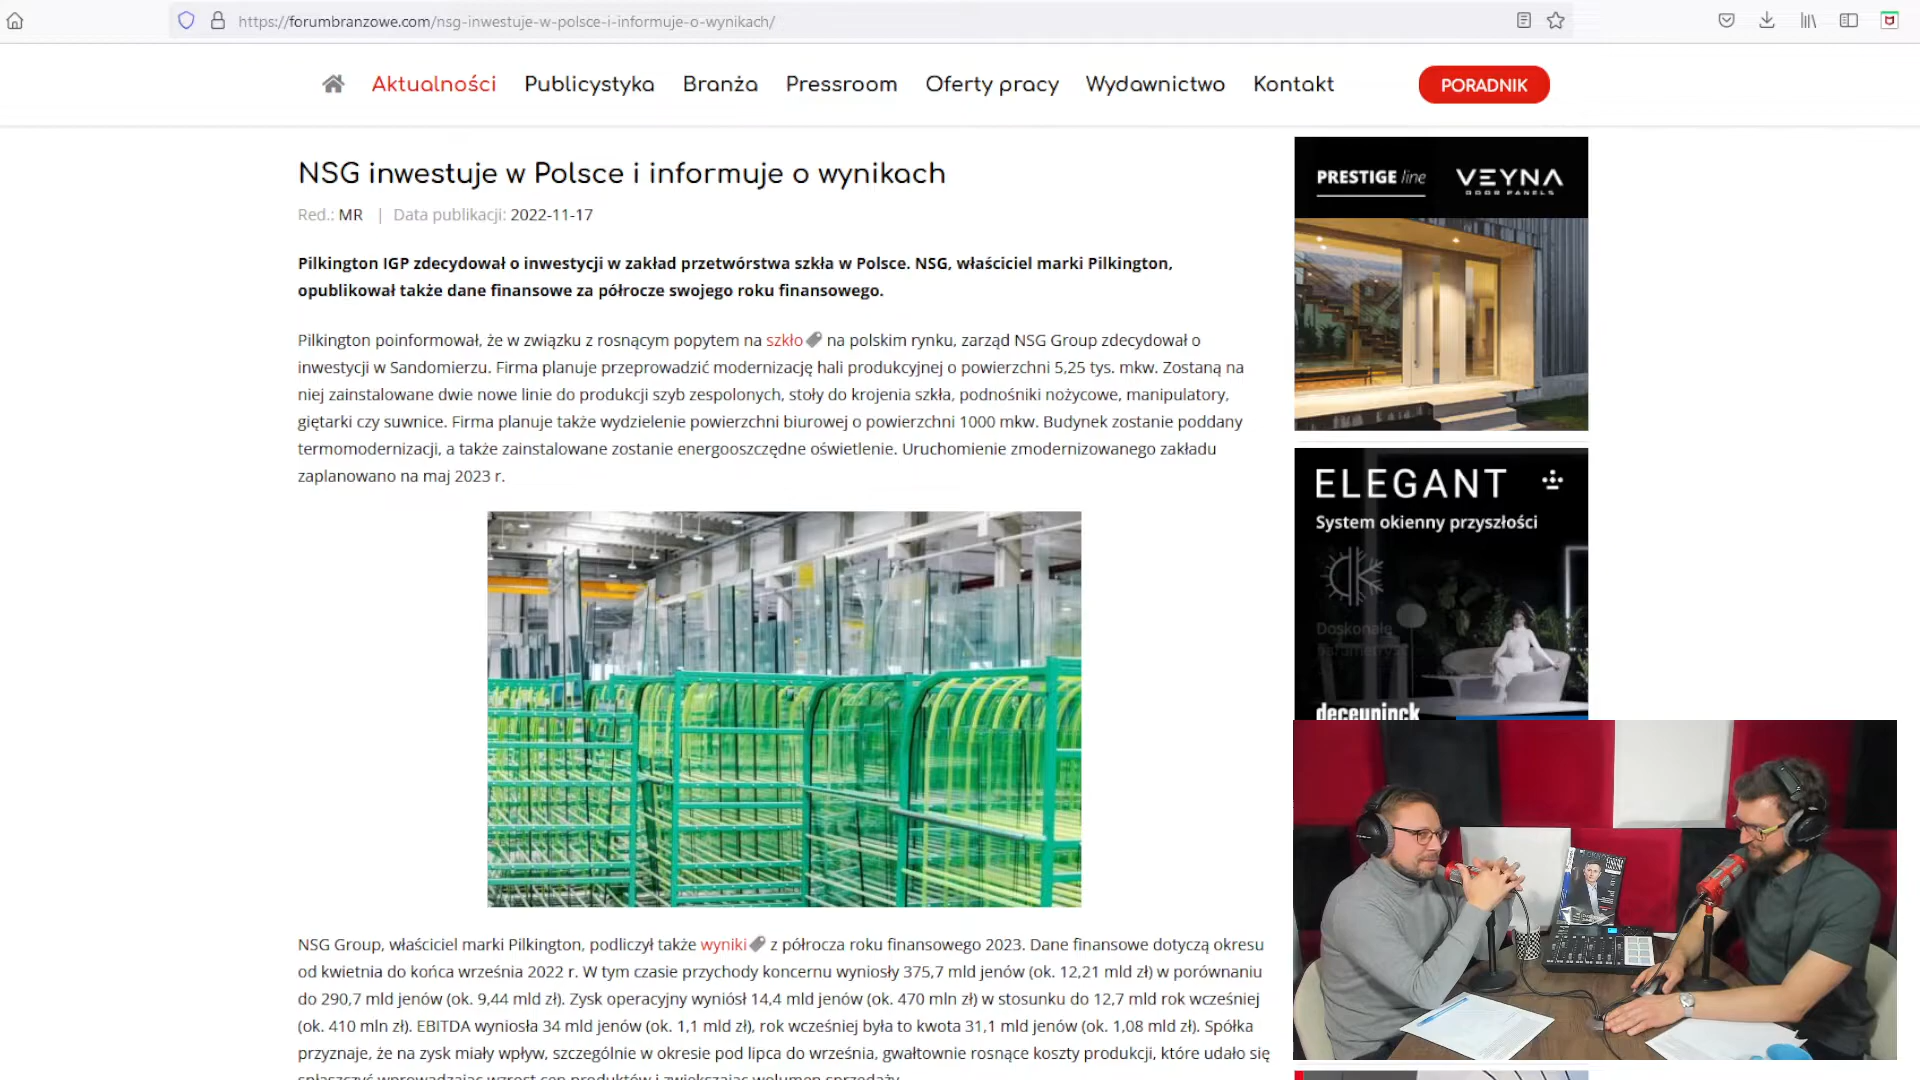 https://forumbranzowe.com/nsg-inwestuje-w-polsce-i-informuje-o-wynikach/
Aktualności Publicystyka Branża Pressroom Oferty pracy Wydawnictwo Kontakt PORADNIK
NSG inwestuje w Polsce i informuje o wynikach
Red.: MR | Data publikacji: 2022-11-17
Pilkington IGP zdecydował o inwestycji w zakład przetwórstwa szkła w Polsce. NSG, właściciel marki Pilkington,
opublikował także dane finansowe za półrocze swojego roku finansowego.
Pilkington poinformował, że w związku z rosnącym popytem na szkło na polskim rynku, zarząd NSG Group zdecydował o
inwestycji w Sandomierzu. Firma planuje przeprowadzić modernizację hali produkcyjnej o powierzchni 5,25 tys. mkw. Zostaną na
niej zainstalowane dwie nowe linie do produkcji szyb zespolonych, stoły do krojenia szkła, podnośniki nożycowe, manipulatory,
giętarki czy suwnice. Firma planuje także wydzielenie powierzchni biurowej o powierzchni 1000 mkw. Budynek zostanie poddany
termomodernizacji, a także zainstalowane zostanie energooszczędne oświetlenie. Uruchomienie zmodernizowanego zakładu
zaplanowano na maj 2023 r.
NSG Group, właściciel marki Pilkington, podliczył także wyniki z półrocza roku finansowego 2023. Dane finansowe dotyczą okresu
od kwietnia do końca września 2022 r. W tym czasie przychody koncernu wyniosły 375,7 mld jenów (ok. 12,21 mld zł) w porównaniu
do 290,7 mld jenów (ok. 9,44 mld zł). Zysk operacyjny wyniósł 14,4 mld jenów (ok. 470 mln zł) w stosunku do 12,7 mld rok wcześniej
(ok. 410 mln zł). EBITDA wyniosła 34 mld jenów (ok. 1,1 mld zł), rok wcześniej była to kwota 31,1 mld jenów (ok. 1,08 mld zł). Spółka
przyznaje, że na zysk miały wpływ, szczególnie w okresie pod lipca do września, gwałtownie rosnące koszty produkcji, które udało się
spłaszczyć wprowadzając wzrost cen produktów i zwiększając wolumen sprzedaży.
PRESTIGE line VEYNA
DOOR PANELS
ELEGANT
System okienny przyszłości
Doskonałe
parametry
deceuninck